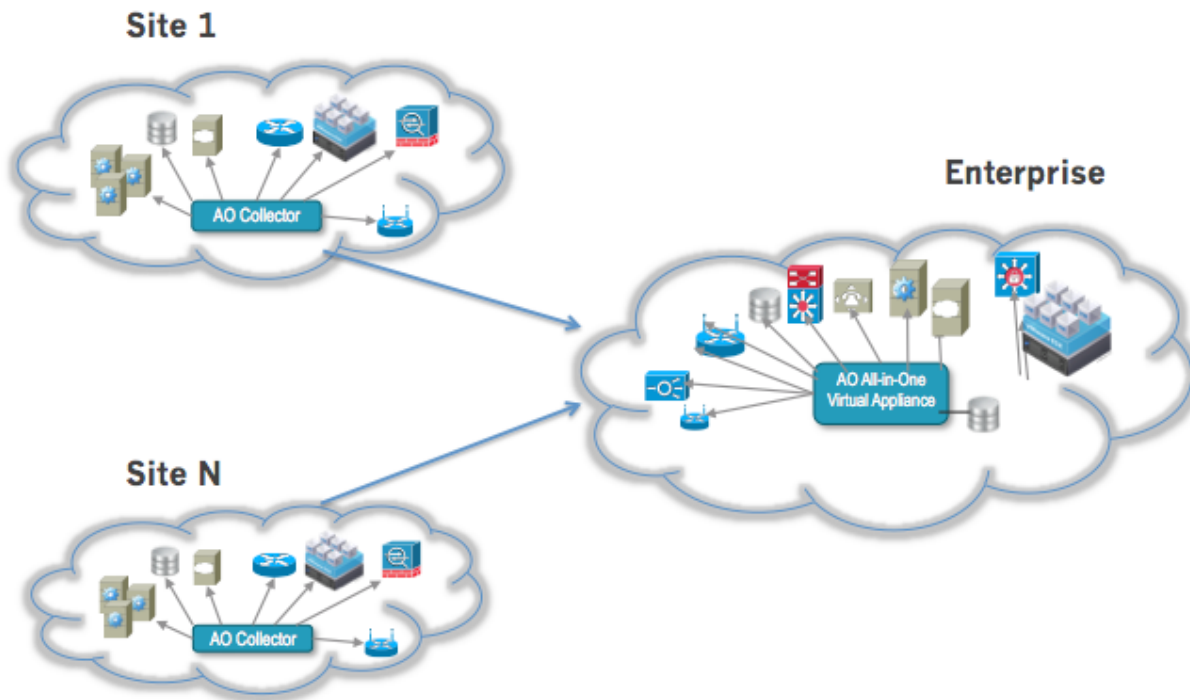 Site 1
AO Collector
Enterprise
AO All-in-One
Virtual Appliance
Site N
AO Collector